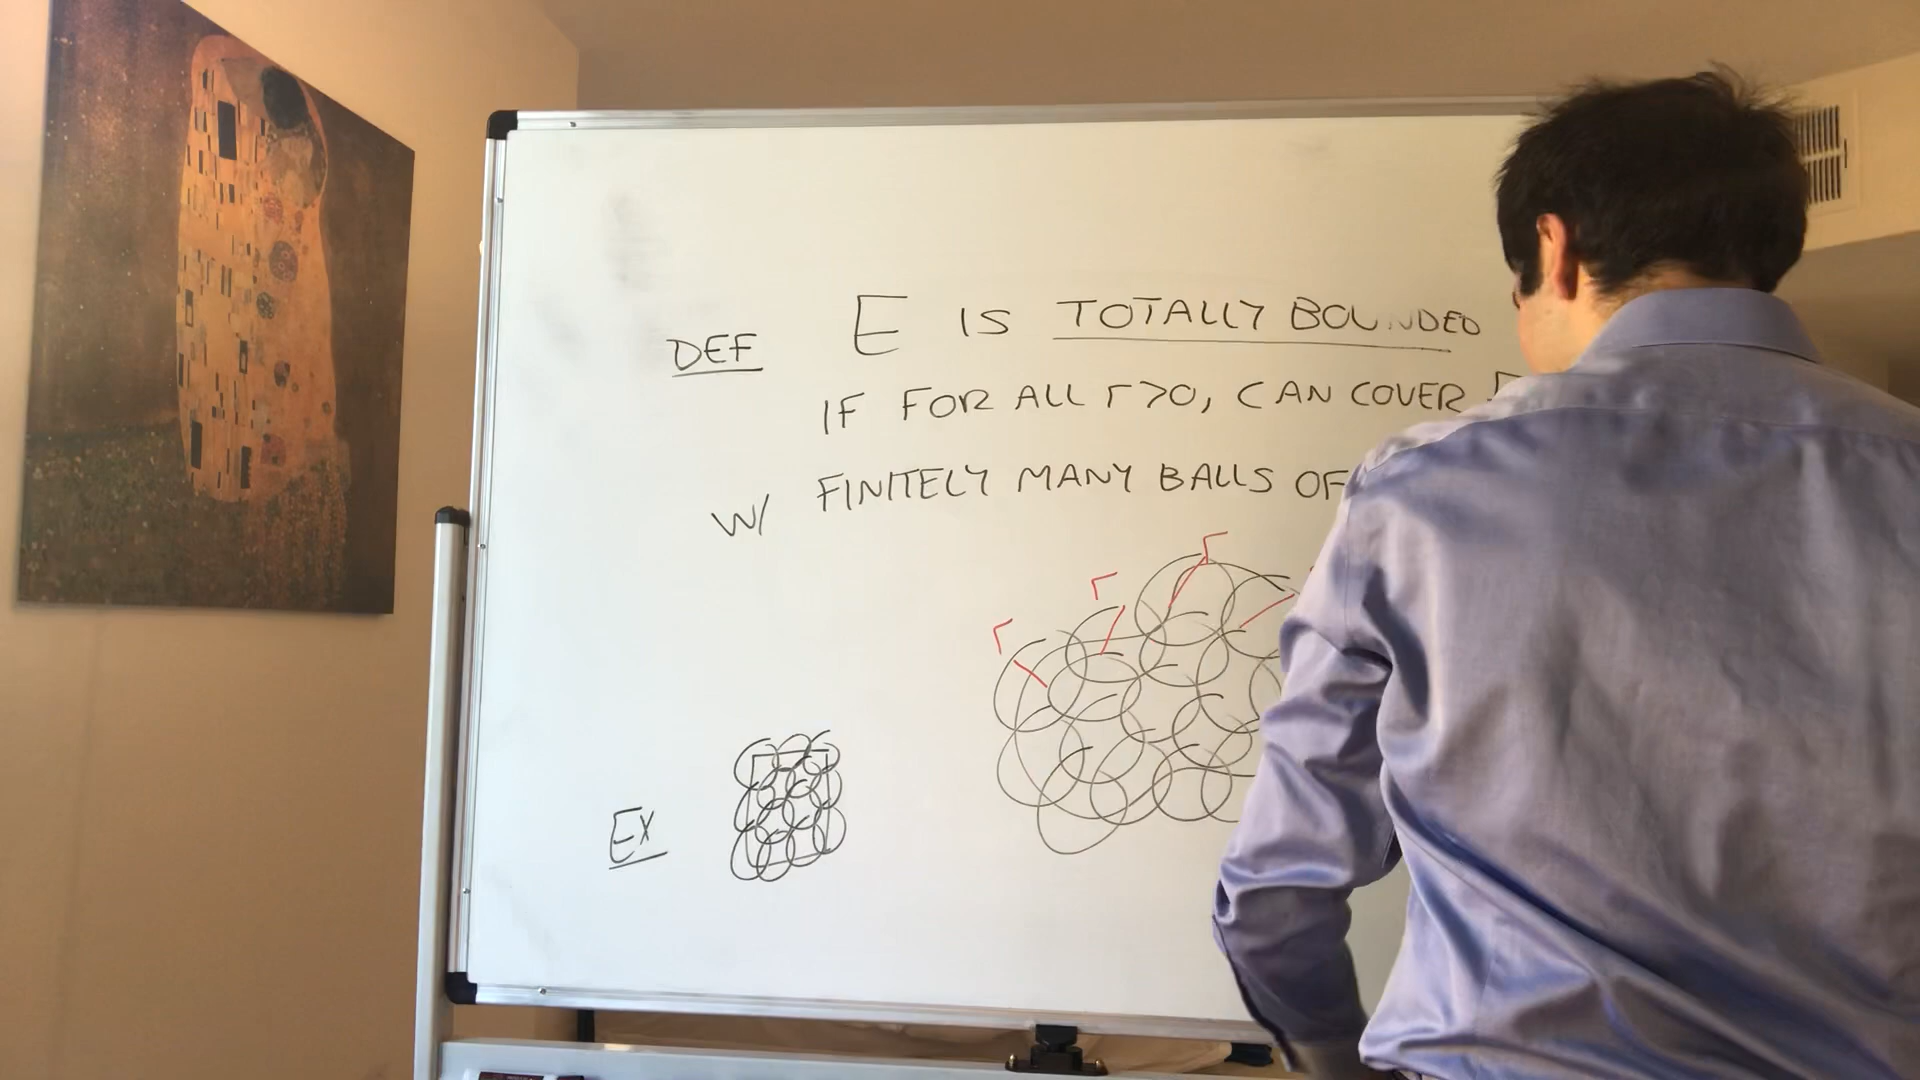 DEF E IS TOTALLY BOUNDED
IF FOR ALL r>0, CAN COVER
W/ FINITELY MANY BALLS OF
r
r
r
EX